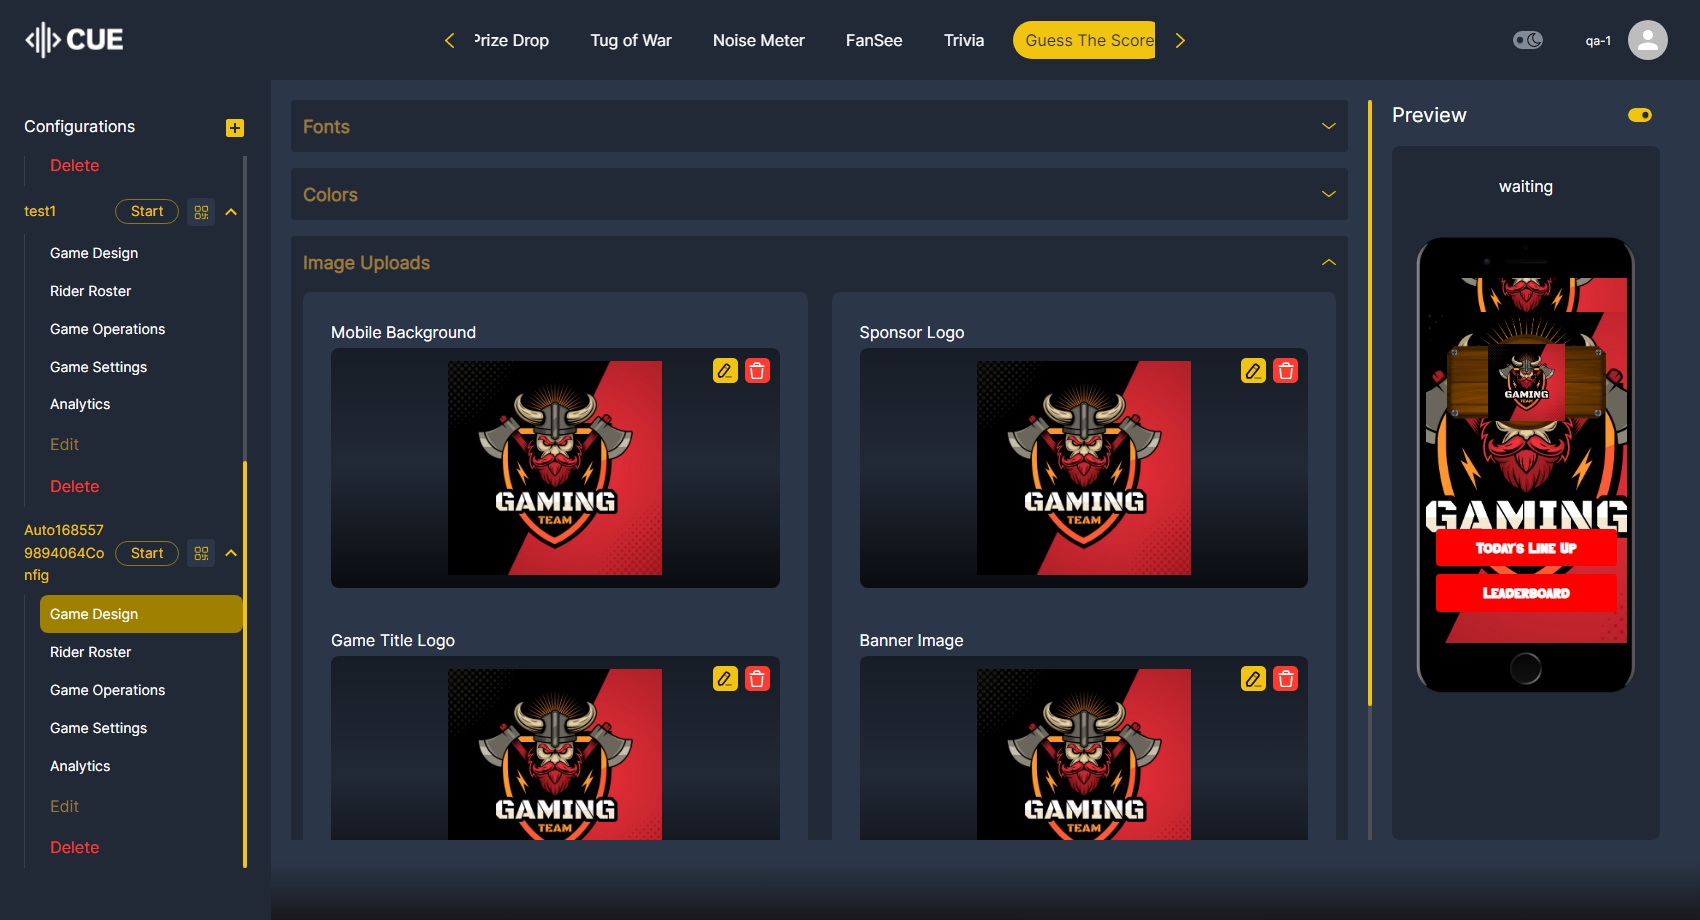 CUE
Prize Drop
Tug of War
Noise Meter
FanSee
Trivia
Guess The Score
qa-1
Configurations
Delete
test1
Start
Game Design
Rider Roster
Game Operations
Game Settings
Analytics
Edit
Delete
Auto168557
9894064Co
nfig
Start
Game Design
Rider Roster
Game Operations
Game Settings
Analytics
Edit
Delete
Fonts
Colors
Image Uploads
Mobile Background
GAMING
TEAM
Sponsor Logo
GAMING
TEAM
Game Title Logo
GAMING
TEAM
Banner Image
GAMING
TEAM
Preview
waiting
GAMING
GAMING
Today's Line Up
Leaderboard